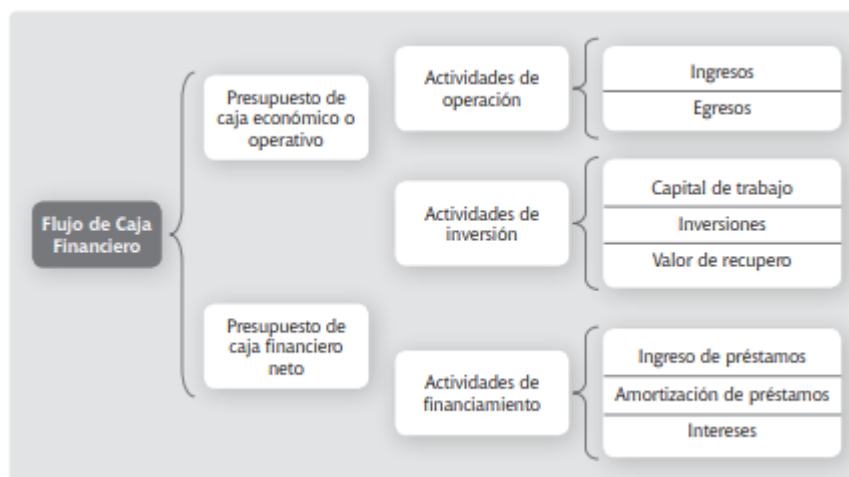 Flujo de Caja
Financiero
Presupuesto de
caja económico o
operativo
Presupuesto de
caja financiero
neto
Actividades de
operación
Actividades de
inversión
Actividades de
financiamiento
Ingresos
Egresos
Capital de trabajo
Inversiones
Valor de recupero
Ingreso de préstamos
Amortización de préstamos
Intereses